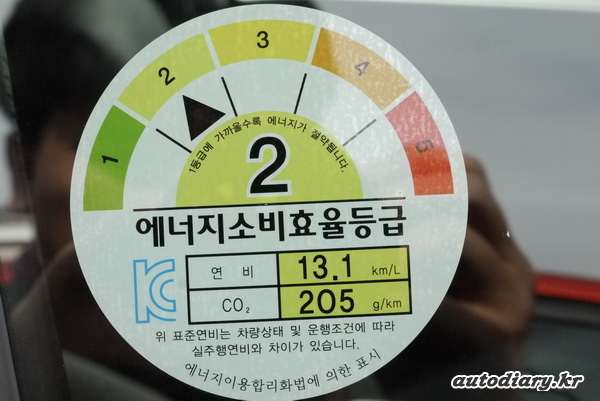 1
2
3
4
5
1등급에 가까울수록 에너지가 절약됩니다.
2
에너지소비효율등급
연 비 13.1 km/L
CO₂ 205 g/km
위 표준연비는 차량상태 및 운행조건에 따라
실주행연비와 차이가 있습니다.
에너지이용합리화법에 의한 표시
autodiary.kr